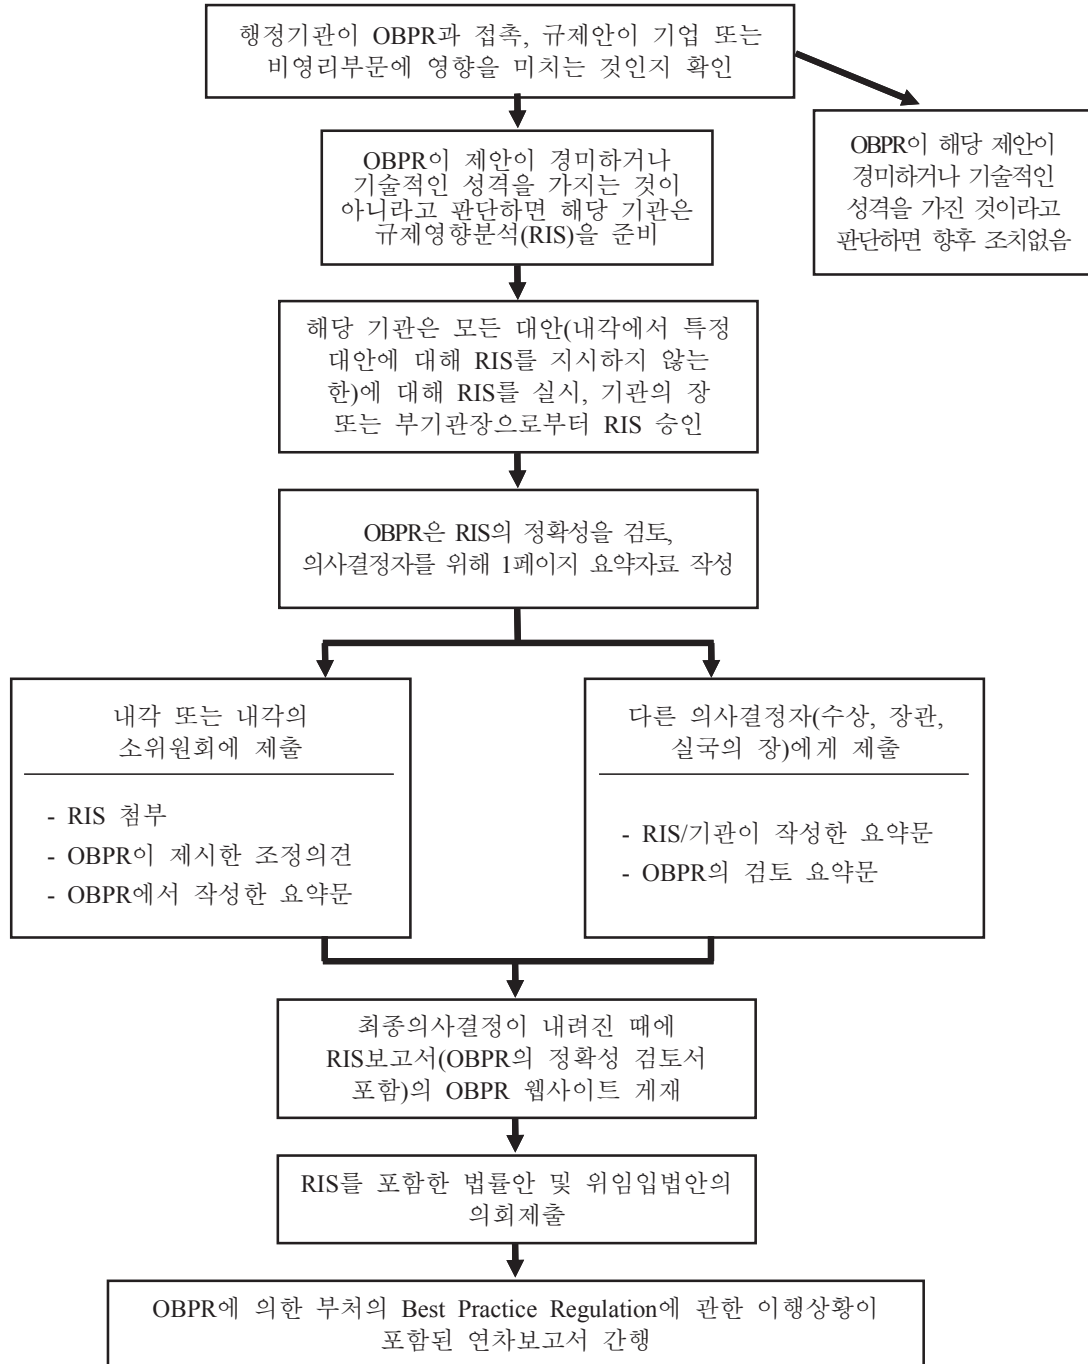 행정기관이 OBPR과 접촉, 규제안이 기업 또는
비영리부문에 영향을 미치는 것인지 확인
OBPR이 제안이 경미하거나
기술적인 성격을 가지는 것이
아니라고 판단하면 해당 기관은
규제영향분석(RIS)을 준비
OBPR이 해당 제안이
경미하거나 기술적인
성격을 가진 것이라고
판단하면 향후 조치없음
해당 기관은 모든 대안(내각에서 특정
대안에 대해 RIS를 지시하지 않는
한)에 대해 RIS를 실시, 기관의 장
또는 부기관장으로부터 RIS 승인
OBPR은 RIS의 정확성을 검토,
의사결정자를 위해 1페이지 요약자료 작성
내각 또는 내각의
소위원회에 제출
- RIS 첨부
- OBPR이 제시한 조정의견
- OBPR에서 작성한 요약문
다른 의사결정자(수상, 장관,
실국의 장)에게 제출
- RIS/기관이 작성한 요약문
- OBPR의 검토 요약문
최종의사결정이 내려진 때에
RIS보고서(OBPR의 정확성 검토서
포함)의 OBPR 웹사이트 게재
RIS를 포함한 법률안 및 위임입법안의
의회제출
OBPR에 의한 부처의 Best Practice Regulation에 관한 이행상황이
포함된 연차보고서 간행